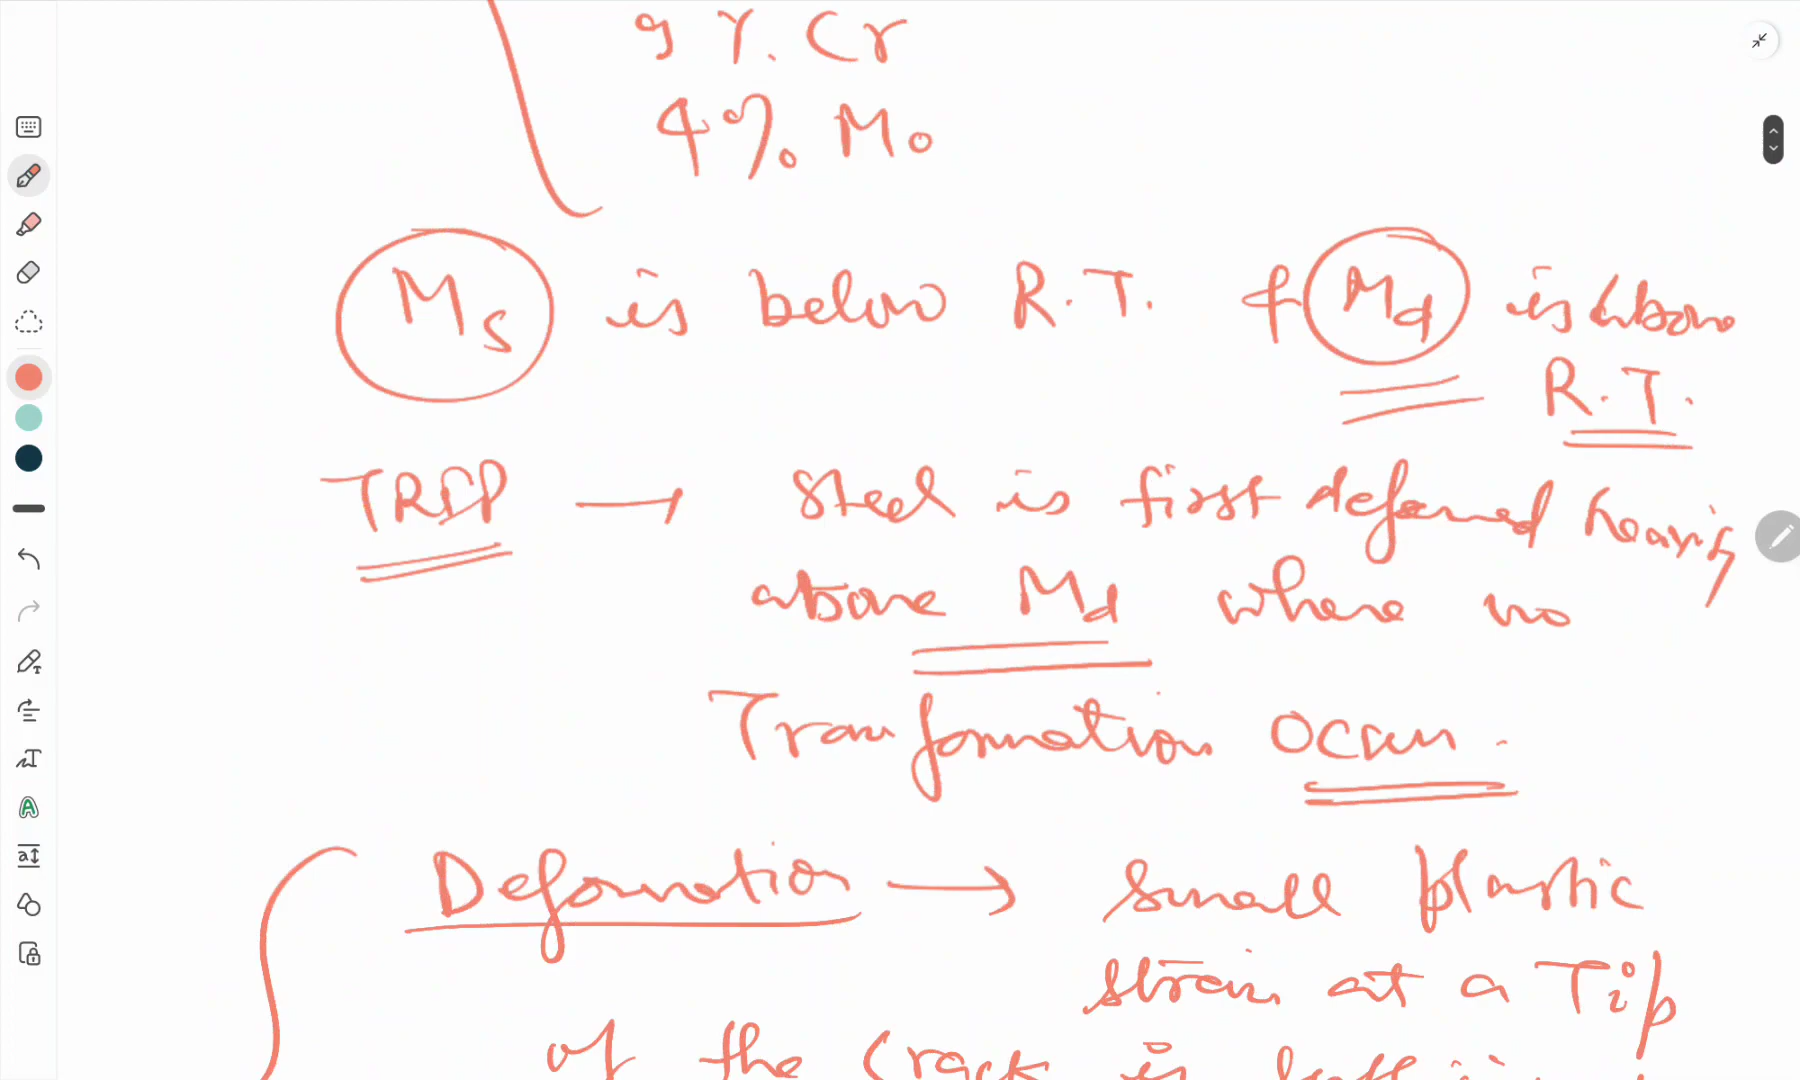 9 %. Cr
4% Mo
Ms is below R.T. & Md is above
R.T.
TRIP → Steel is first deformed heavily
above Md where no
Transformation occurs.
Deformation → Small plastic
strain at a Tip
of the crack is